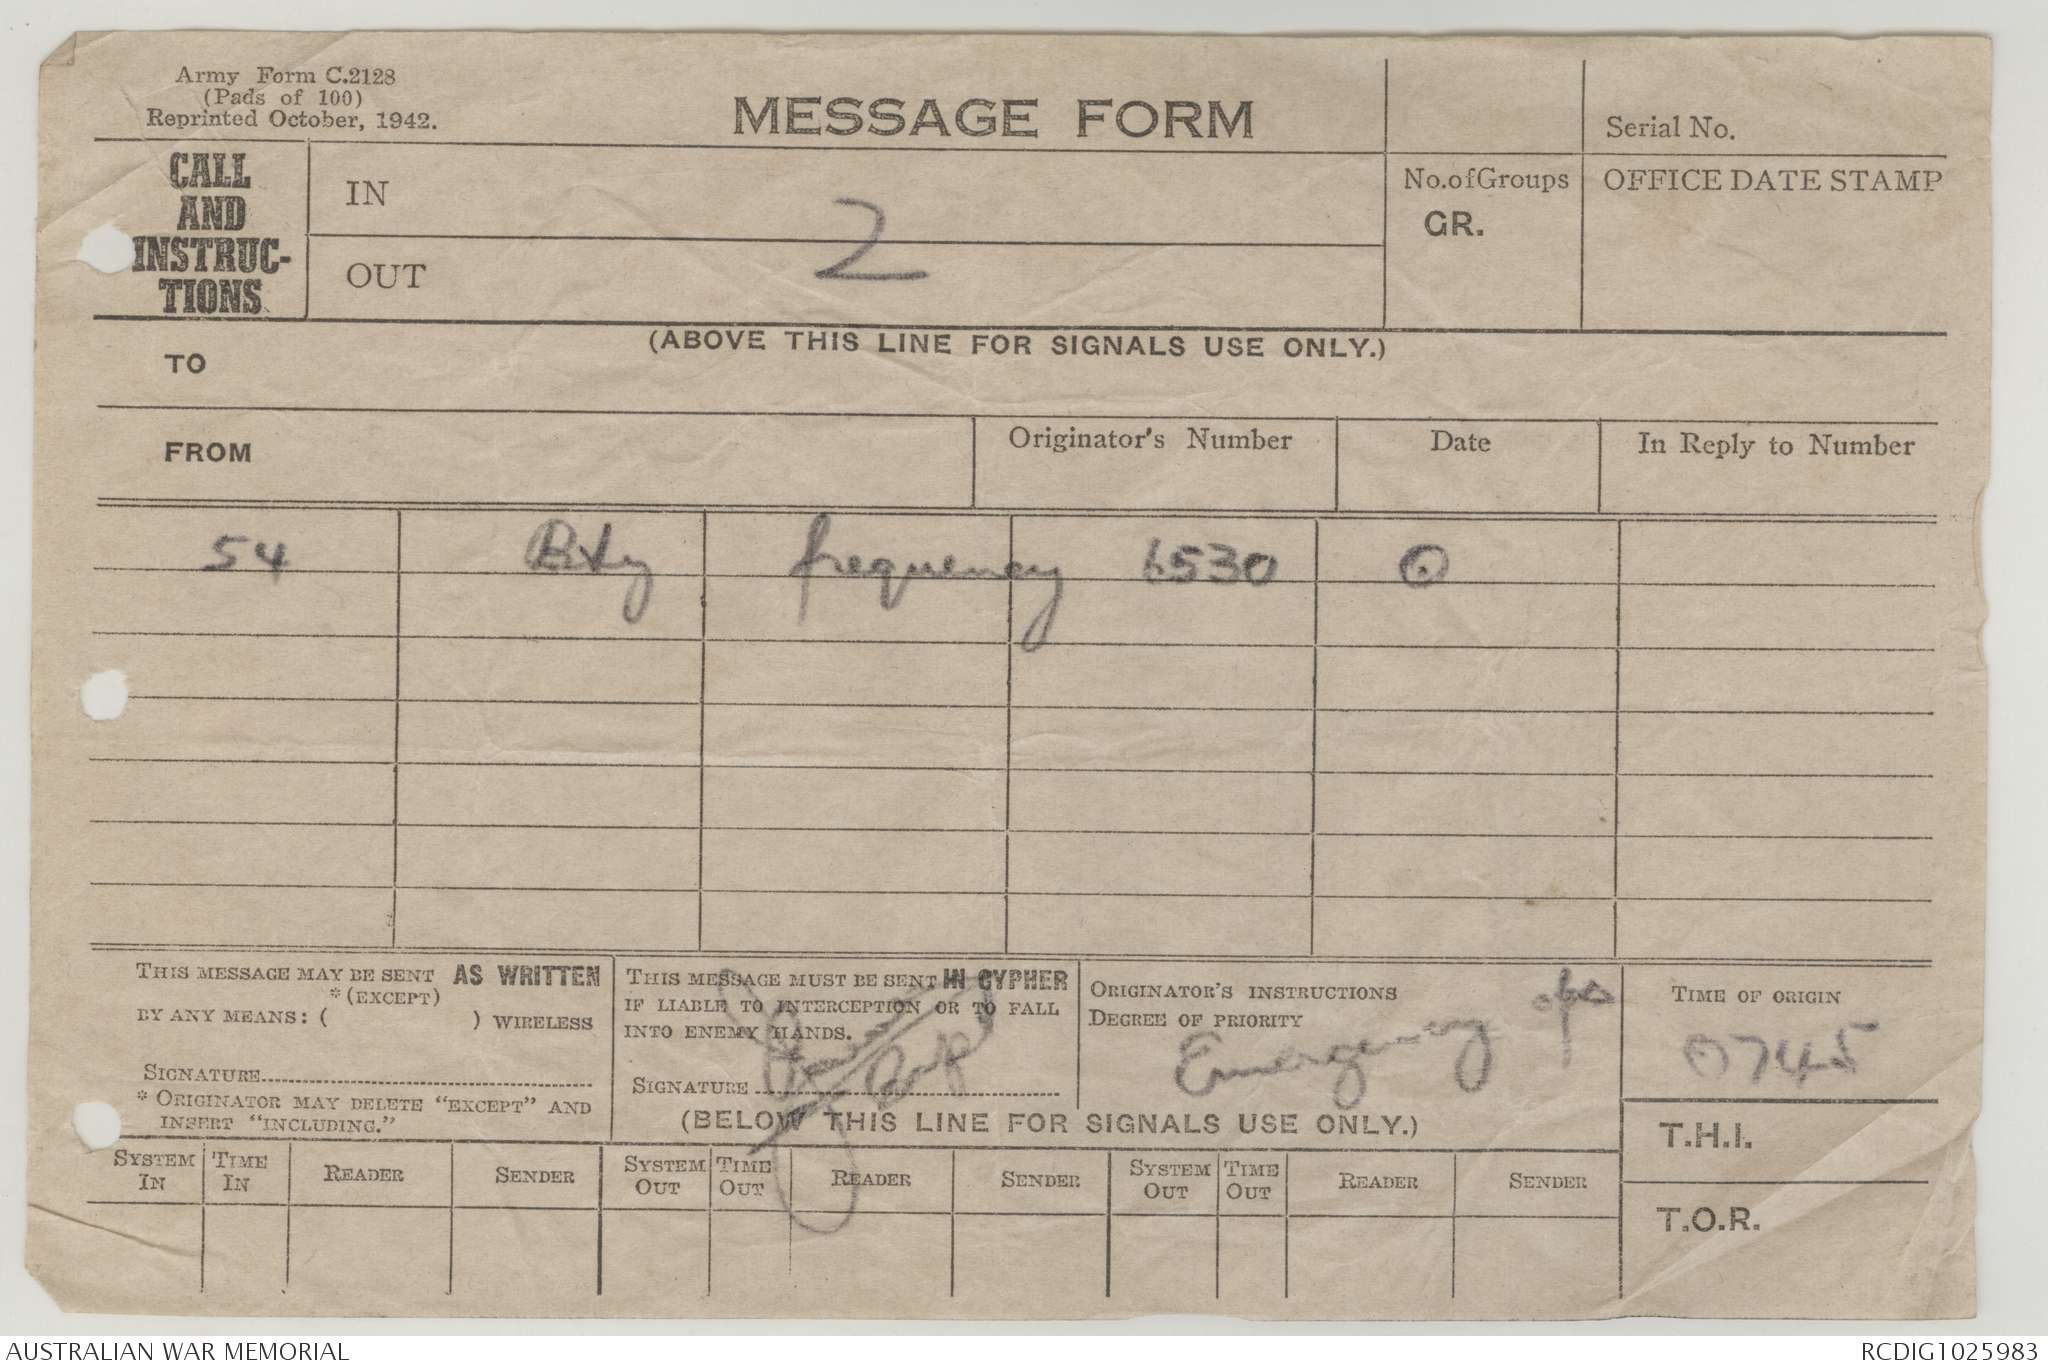 Army Form C.2128
(Pads of 100)
Reprinted October, 1942.
MESSAGE FORM
Serial No.
CALL
AND
INSTRUC-
TIONS
IN
OUT
2
No. of Groups
GR.
OFFICE DATE STAMP
(ABOVE THIS LINE FOR SIGNALS USE ONLY.)
TO
FROM
Originator's Number
Date
In Reply to Number
54 Bty frequency 6530
THIS MESSAGE MAY BE SENT AS WRITTEN
*(EXCEPT)
BY ANY MEANS: ( ) WIRELESS
SIGNATURE
* ORIGINATOR MAY DELETE "EXCEPT" AND
INSERT "INCLUDING."
THIS MESSAGE MUST BE SENT IN CYPHER
IF LIABLE TO INTERCEPTION OR TO FALL
INTO ENEMY HANDS.
SIGNATURE
ORIGINATOR'S INSTRUCTIONS
DEGREE OF PRIORITY
Emergency ops
TIME OF ORIGIN
0745
(BELOW THIS LINE FOR SIGNALS USE ONLY.)
T.H.I.
T.O.R.
SYSTEM IN TIME IN READER SENDER SYSTEM OUT TIME OUT READER SENDER SYSTEM OUT TIME OUT READER SENDER
AUSTRALIAN WAR MEMORIAL
RCDIG1025983